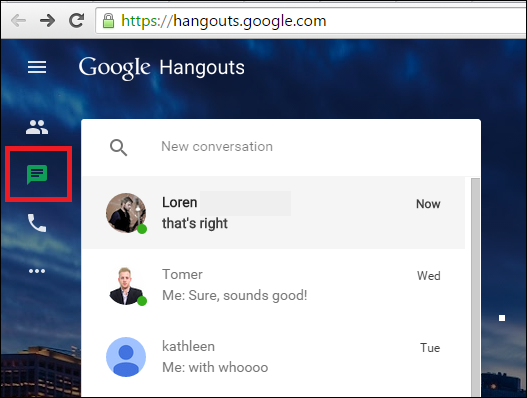 https://hangouts.google.com
Google Hangouts
New conversation
Loren
Now
that's right
Tomer
Wed
Me: Sure, sounds good!
kathleen
Tue
Me: with whoooo